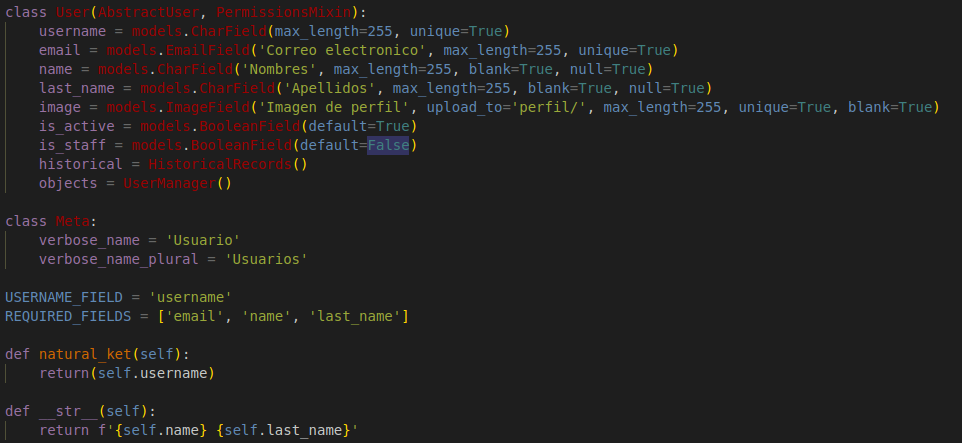 class User(AbstractUser, PermissionsMixin):
    username = models.CharField(max_length=255, unique=True)
    email = models.EmailField('Correo electronico', max_length=255, unique=True)
    name = models.CharField('Nombres', max_length=255, blank=True, null=True)
    last_name = models.CharField('Apellidos', max_length=255, blank=True, null=True)
    image = models.ImageField('Imagen de perfil', upload_to='perfil/', max_length=255, unique=True, blank=True)
    is_active = models.BooleanField(default=True)
    is_staff = models.BooleanField(default=False)
    historical = HistoricalRecords()
    objects = UserManager()

class Meta:
    verbose_name = 'Usuario'
    verbose_name_plural = 'Usuarios'

USERNAME_FIELD = 'username'
REQUIRED_FIELDS = ['email', 'name', 'last_name']

def natural_ket(self):
    return(self.username)

def __str__(self):
    return f'{self.name} {self.last_name}'